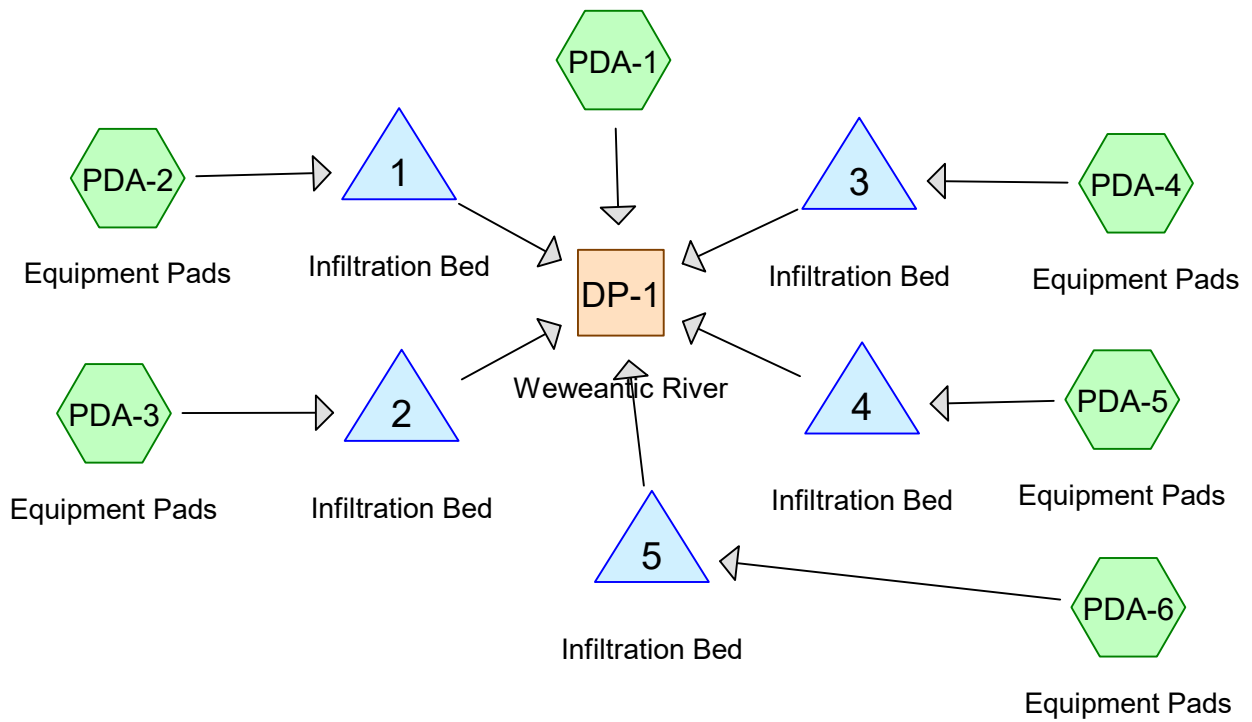 PDA-1
PDA-2
1
3
PDA-4
Equipment Pads
Infiltration Bed
Infiltration Bed
Equipment Pads
DP-1
Weweantic River
PDA-3
2
4
PDA-5
Equipment Pads
Infiltration Bed
Infiltration Bed
Equipment Pads
5
PDA-6
Infiltration Bed
Equipment Pads